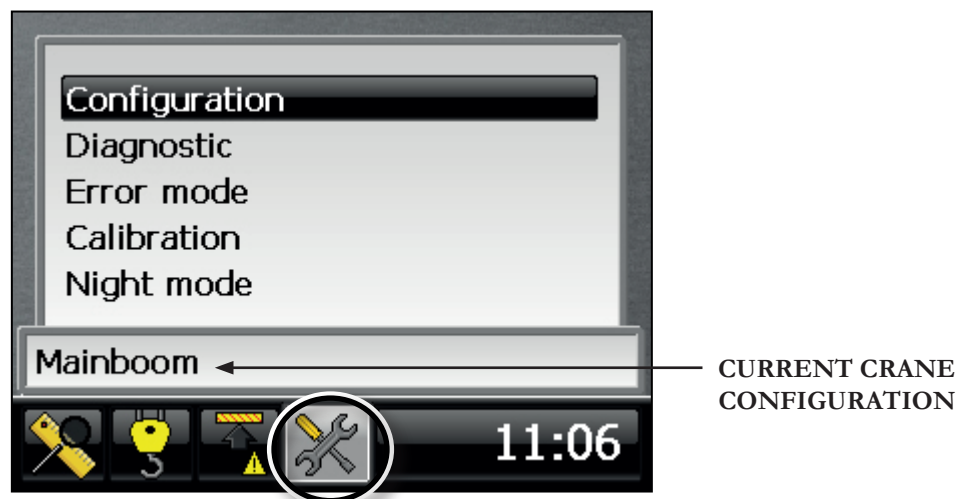 Configuration
Diagnostic
Error mode
Calibration
Night mode
Mainboom
CURRENT CRANE
CONFIGURATION
11:06